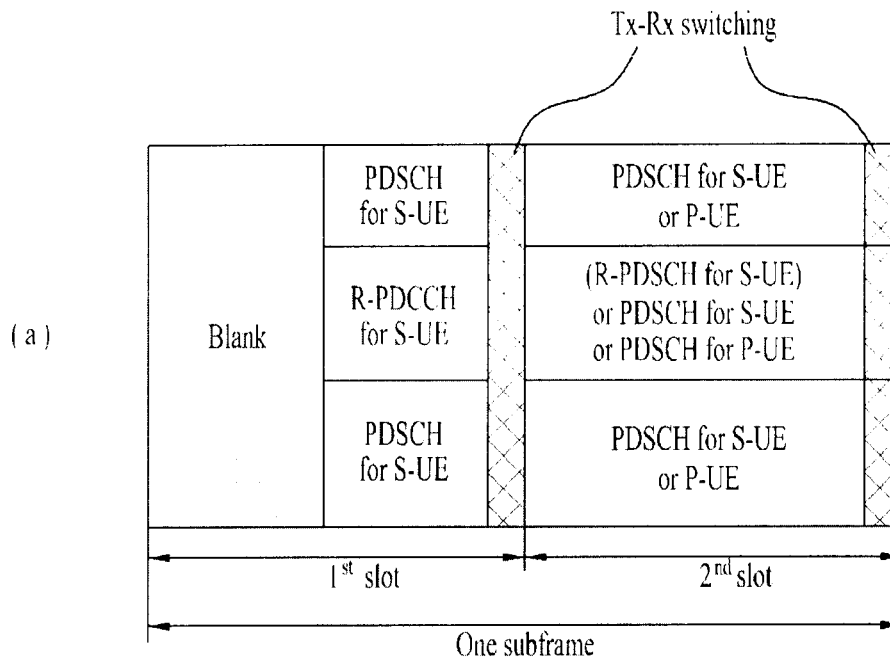 Tx-Rx switching
(a)
Blank
PDSCH
for S-UE
R-PDCCH
for S-UE
PDSCH
for S-UE
PDSCH for S-UE
or P-UE
(R-PDSCH for S-UE)
or PDSCH for S-UE
or PDSCH for P-UE
PDSCH for S-UE
or P-UE
1st slot
2nd slot
One subframe